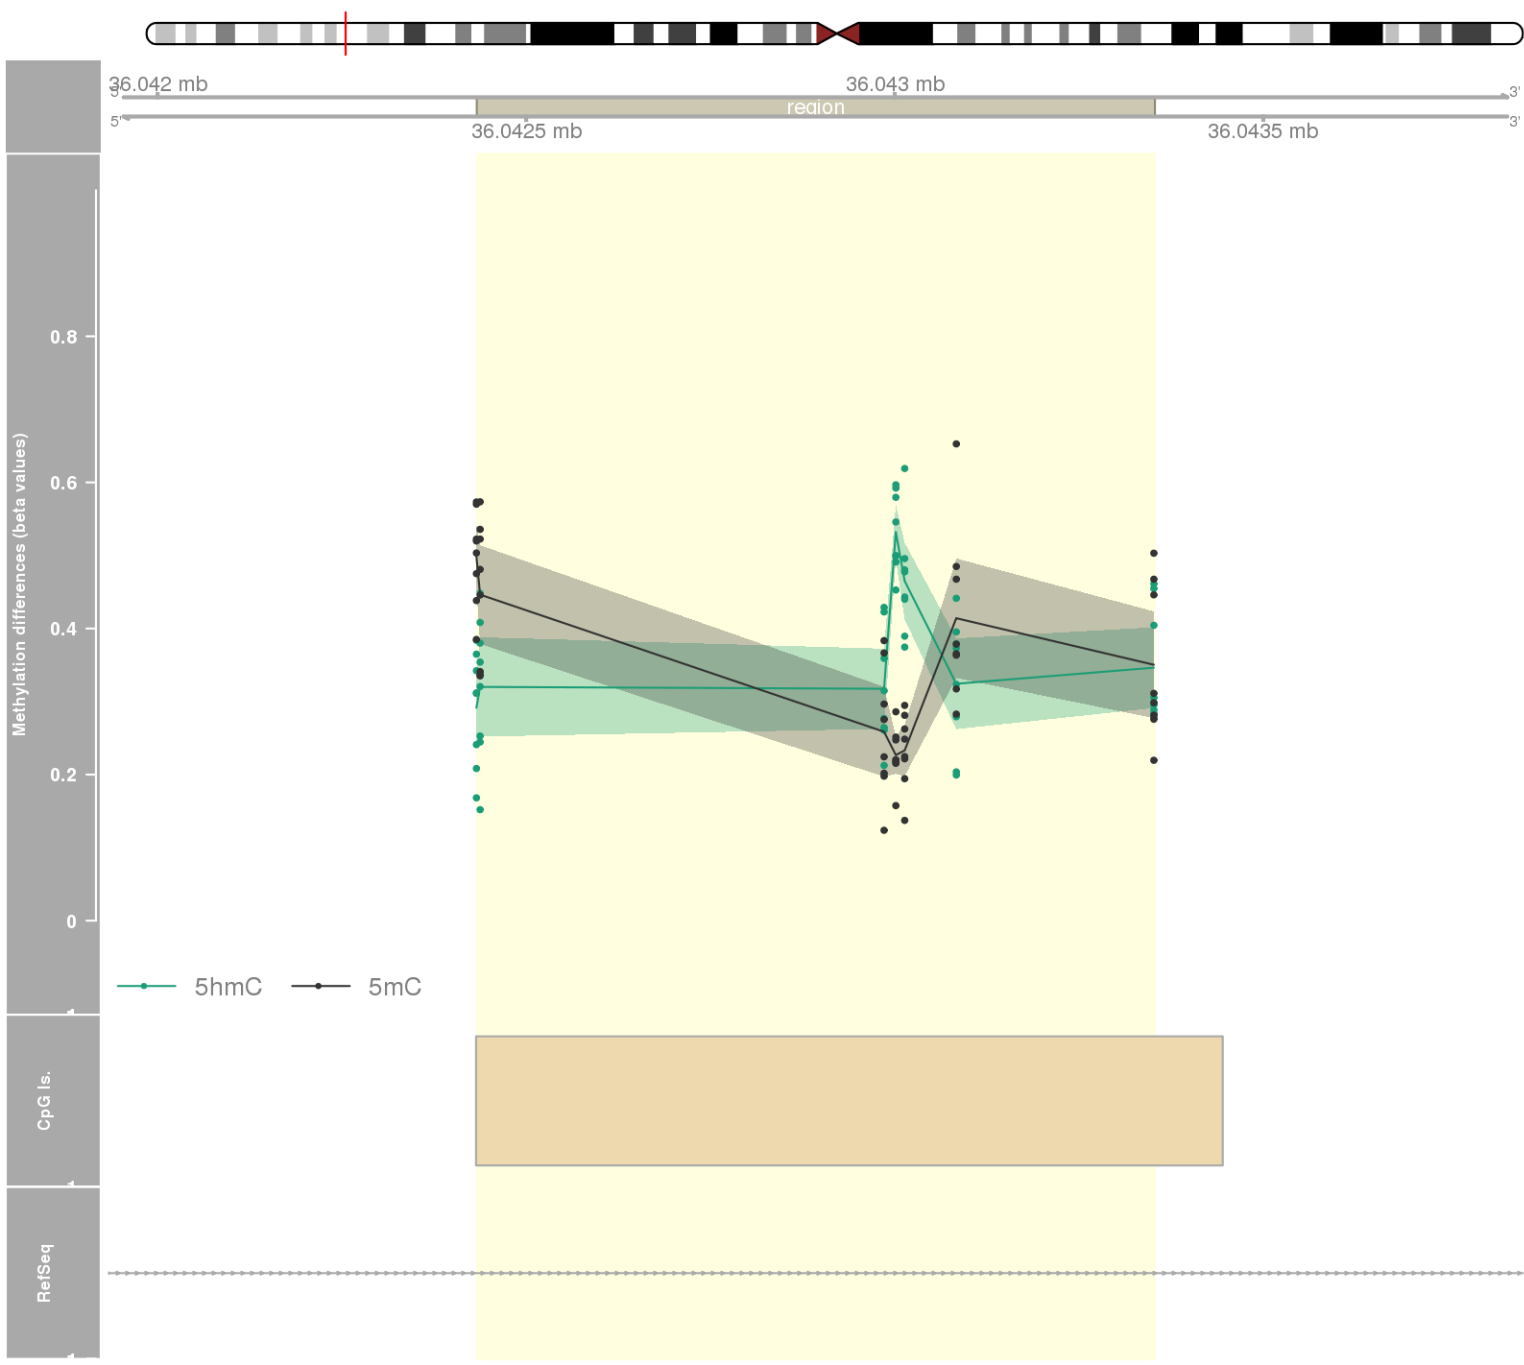 36.042 mb
36.043 mb
5'
3'
region
5'
3'
36.0425 mb
36.0435 mb
Methylation differences (beta values)
0.8
0.6
0.4
0.2
0
5hmC
5mC
CpG Is.
RefSeq